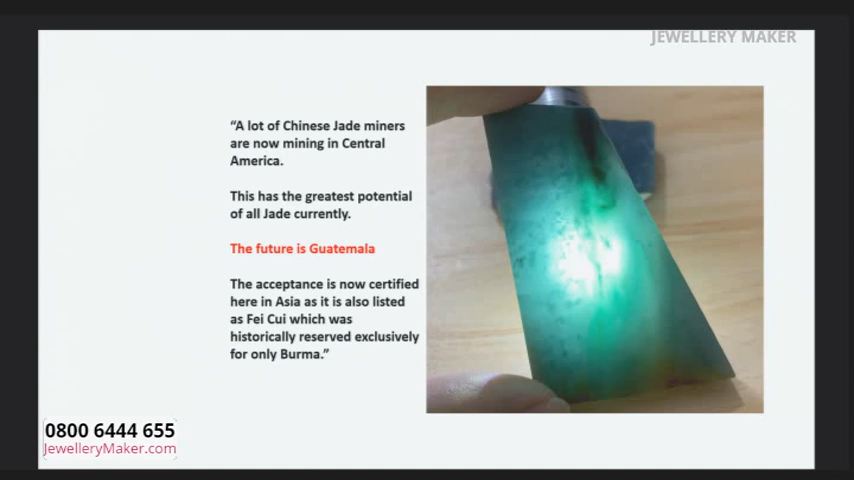 JEWELLERY MAKER
“A lot of Chinese Jade miners
are now mining in Central
America.
This has the greatest potential
of all Jade currently.
The future is Guatemala
The acceptance is now certified
here in Asia as it is also listed
as Fei Cui which was
historically reserved exclusively
for only Burma.”
0800 6444 655
JewelleryMaker.com